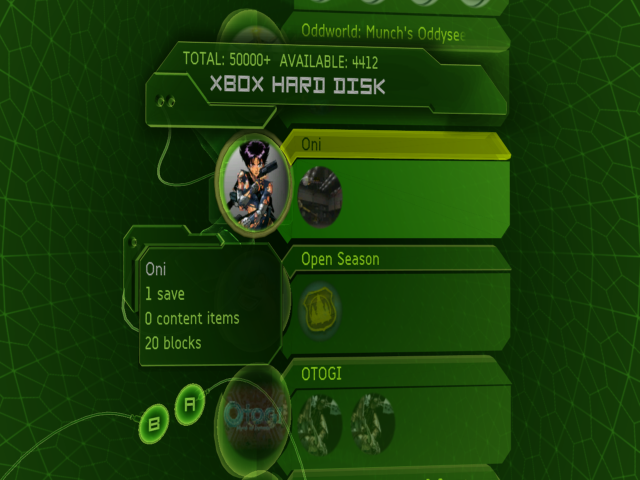 Oddworld: Munch's Oddysee
TOTAL: 50000+ AVAILABLE: 4412
XBOX HARD DISK
Oni
Oni
1 save
0 content items
20 blocks
Open Season
OTOGI
OTOGI
A
B